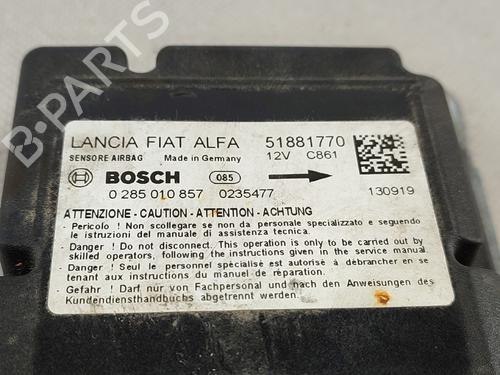 B-PARTS
LANCIA FIAT ALFA 51881770
SENSORE AIRBAG Made in Germany 12V C861
BOSCH 085
0 285 010 857 0235477 130919
ATTENZIONE - CAUTION - ATTENTION - ACHTUNG
- Pericolo ! Non scollegare se non da personale specializzato e seguendo
le istruzioni del manuale di assistenza tecnica.
- Danger ! Do not disconnect. This operation is only to be carried out by
skilled operators, following the instructions given in the service manual.
- Danger ! Seul le personnel spécialisé est autorisé à débrancher en se
tenant aux instructions du manuel de réparation.
- Gefahr ! Darf nur von Fachpersonal und nach den Anweisungen des
Kundendiensthandbuchs abgetrennt werden.